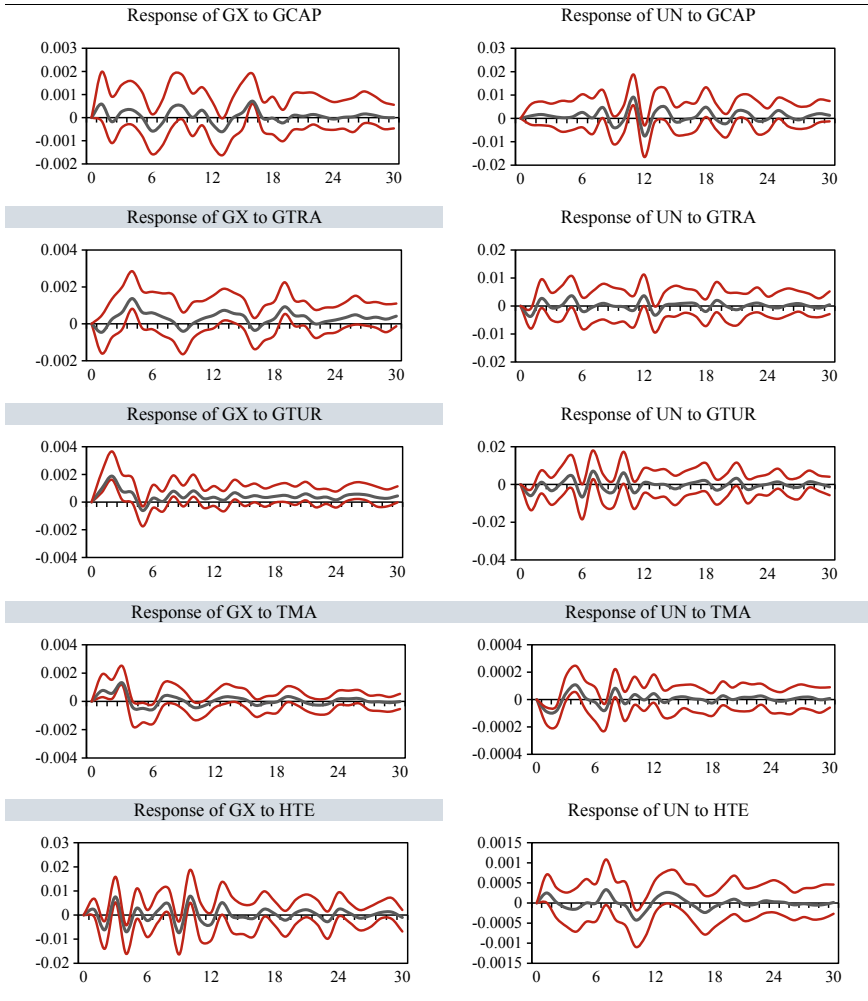 Response of GX to GCAP
0.003
0.002
0.001
0
-0.001
-0.002
0 6 12 18 24 30
Response of UN to GCAP
0.03
0.02
0.01
0
-0.01
-0.02
0 6 12 18 24 30
Response of GX to GTRA
0.004
0.002
0
-0.002
0 6 12 18 24 30
Response of UN to GTRA
0.02
0.01
0
-0.01
-0.02
0 6 12 18 24 30
Response of GX to GTUR
0.004
0.002
0
-0.002
-0.004
0 6 12 18 24 30
Response of UN to GTUR
0.02
0
-0.02
-0.04
0 6 12 18 24 30
Response of GX to TMA
0.004
0.002
0
-0.002
-0.004
0 6 12 18 24 30
Response of UN to TMA
0.0004
0.0002
0
-0.0002
-0.0004
0 6 12 18 24 30
Response of GX to HTE
0.03
0.02
0.01
0
-0.01
-0.02
0 6 12 18 24 30
Response of UN to HTE
0.0015
0.001
0.0005
0
-0.0005
-0.001
-0.0015
0 6 12 18 24 30